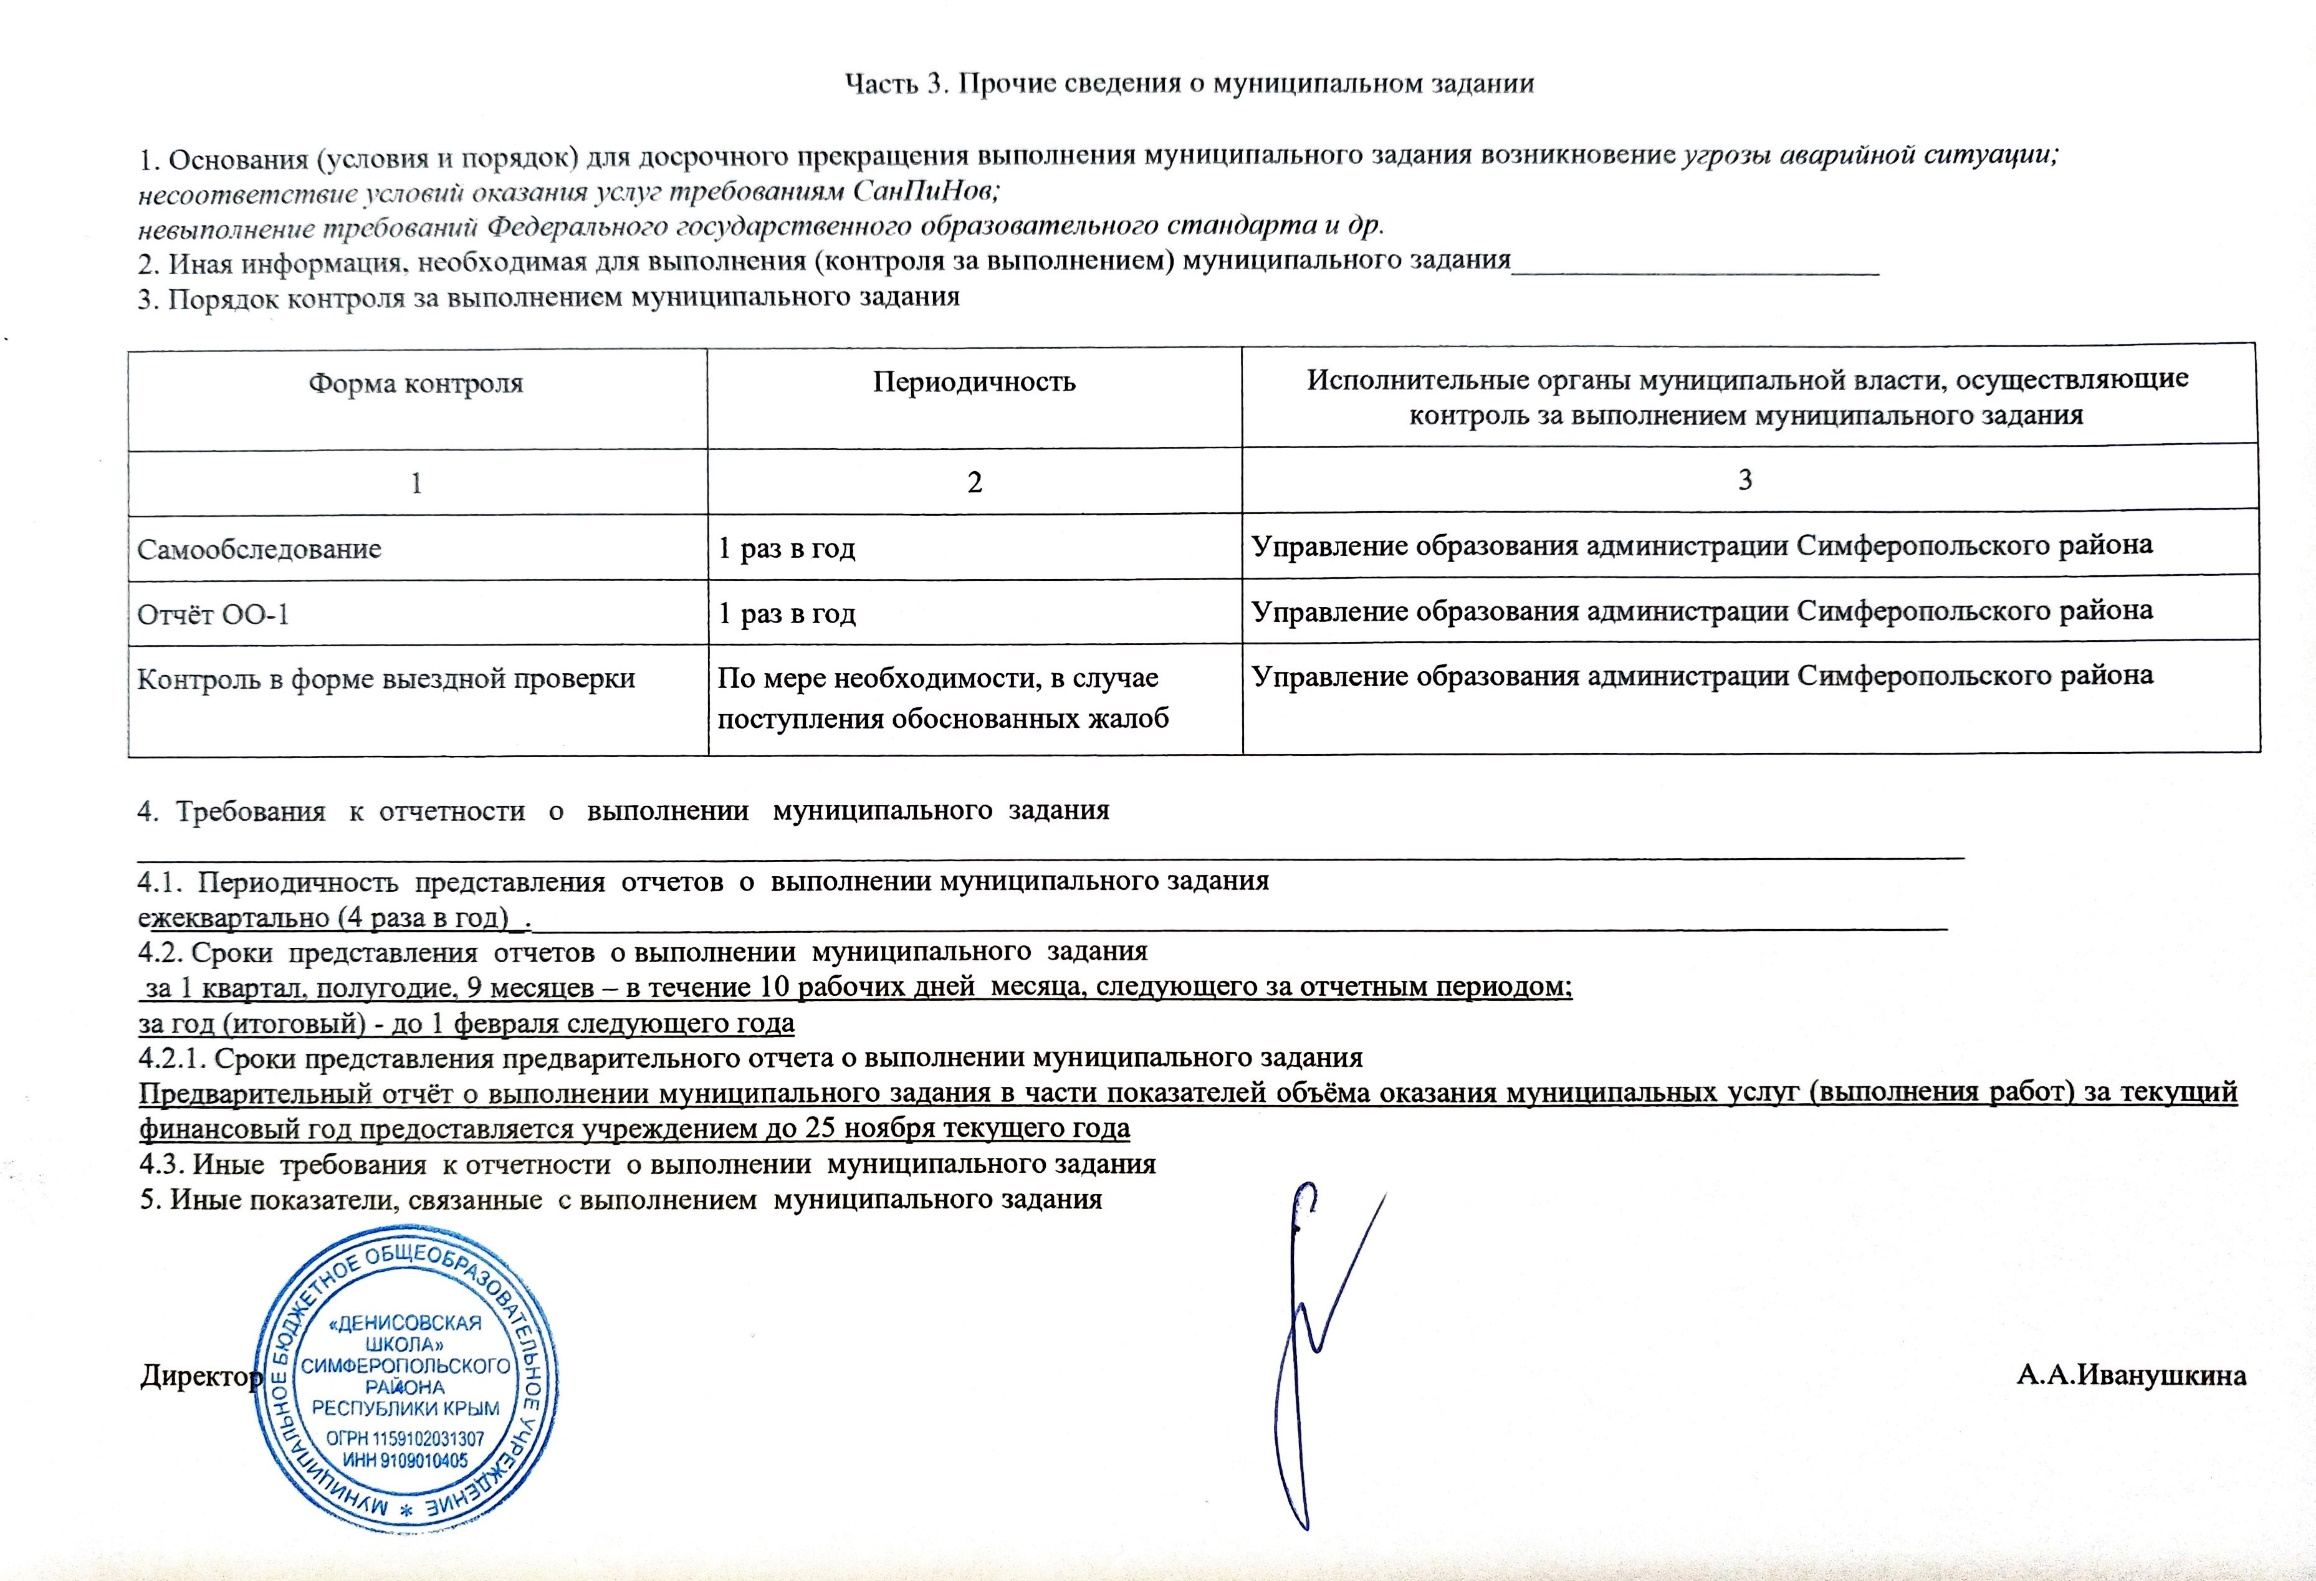 Часть 3. Прочие сведения о муниципальном задании
1. Основания (условия и порядок) для досрочного прекращения выполнения муниципального задания возникновение угрозы аварийной ситуации;
несоответствие условий оказания услуг требованиям СанПиНов;
невыполнение требований Федерального государственного образовательного стандарта и др.
2. Иная информация, необходимая для выполнения (контроля за выполнением) муниципального задания
3. Порядок контроля за выполнением муниципального задания
Форма контроля
Периодичность
Исполнительные органы муниципальной власти, осуществляющие
контроль за выполнением муниципального задания
1
2
3
Самообследование
1 раз в год
Управление образования администрации Симферопольского района
Отчёт ОО-1
1 раз в год
Управление образования администрации Симферопольского района
Контроль в форме выездной проверки
По мере необходимости, в случае
поступления обоснованных жалоб
Управление образования администрации Симферопольского района
4. Требования к отчетности о выполнении муниципального задания
4.1. Периодичность представления отчетов о выполнении муниципального задания
ежеквартально (4 раза в год)_.
4.2. Сроки представления отчетов о выполнении муниципального задания
за 1 квартал, полугодие, 9 месяцев – в течение 10 рабочих дней месяца, следующего за отчетным периодом;
за год (итоговый) - до 1 февраля следующего года
4.2.1. Сроки представления предварительного отчета о выполнении муниципального задания
Предварительный отчёт о выполнении муниципального задания в части показателей объёма оказания муниципальных услуг (выполнения работ) за текущий
финансовый год предоставляется учреждением до 25 ноября текущего года
4.3. Иные требования к отчетности о выполнении муниципального задания
5. Иные показатели, связанные с выполнением муниципального задания
Директор
МУНИЦИПАЛЬНОЕ БЮДЖЕТНОЕ ОБЩЕОБРАЗОВАТЕЛЬНОЕ УЧРЕЖДЕНИЕ *
«ДЕНИСОВСКАЯ
ШКОЛА»
СИМФЕРОПОЛЬСКОГО
РАЙОНА
РЕСПУБЛИКИ КРЫМ
ОГРН 1159102031307
ИНН 9109010405
А.А.Иванушкина